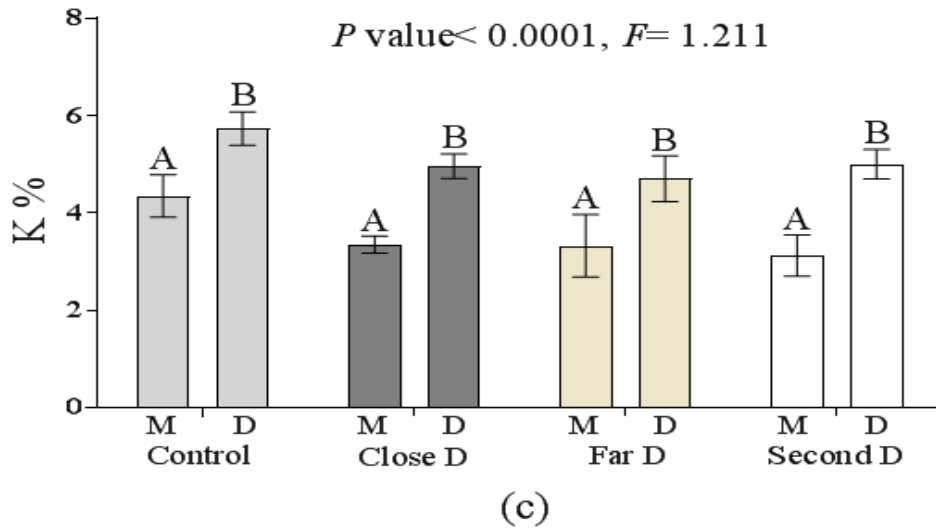 8
P value< 0.0001, F= 1.211
6
4
2
0
K %
A
B
A
B
A
B
A
B
M D M D M D M D
Control Close D Far D Second D
(c)